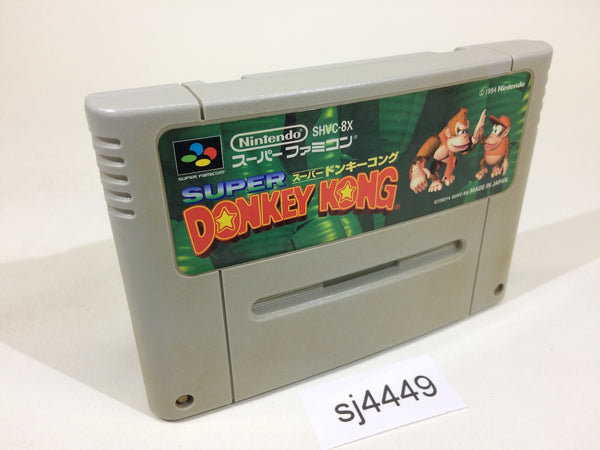 © 1994 Nintendo
Nintendo SHVC-8X
スーパーファミコン
SUPER FAMICOM
SUPER スーパードンキーコング
DONKEY KONG
MADE IN JAPAN
sj4449